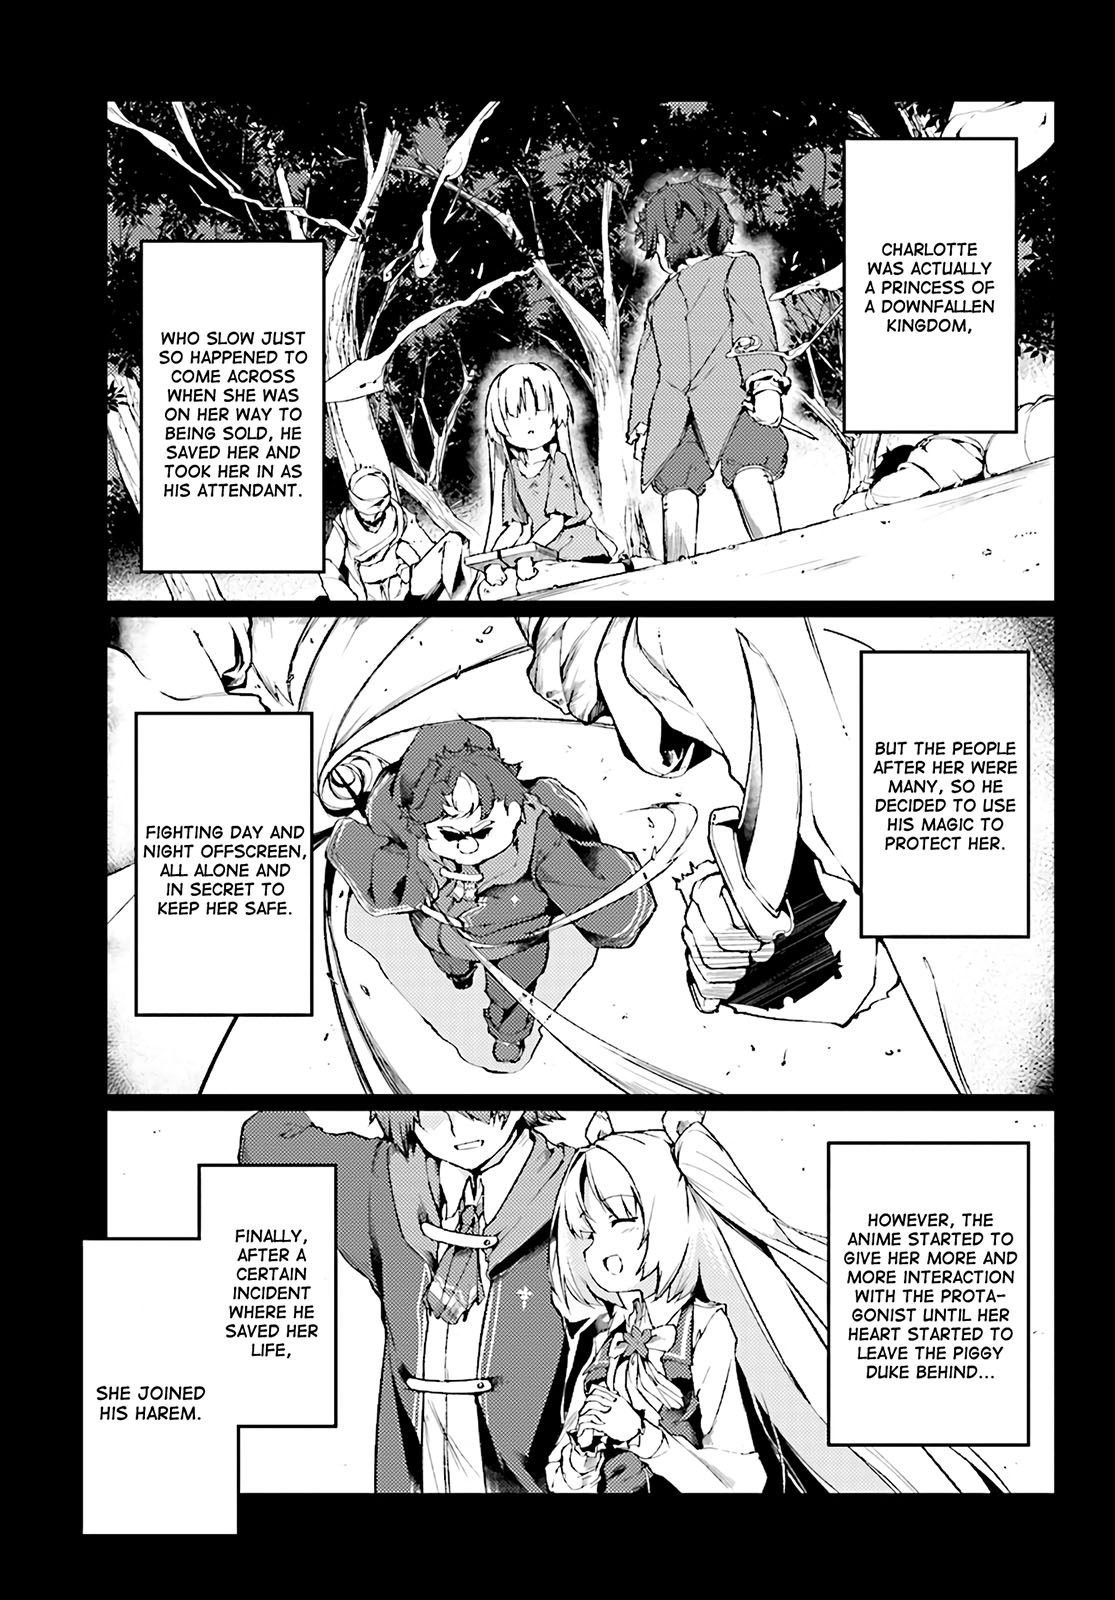 CHARLOTTE
WAS ACTUALLY
A PRINCESS OF
A DOWNFALLEN
KINGDOM,
WHO SLOW JUST
SO HAPPENED TO
COME ACROSS
WHEN SHE WAS
ON HER WAY TO
BEING SOLD, HE
SAVED HER AND
TOOK HER IN AS
HIS ATTENDANT.
BUT THE PEOPLE
AFTER HER WERE
MANY, SO HE
DECIDED TO USE
HIS MAGIC TO
PROTECT HER.
FIGHTING DAY AND
NIGHT OFFSCREEN,
ALL ALONE AND
IN SECRET TO
KEEP HER SAFE.
HOWEVER, THE
ANIME STARTED TO
GIVE HER MORE AND
MORE INTERACTION
WITH THE PROTA-
GONIST UNTIL HER
HEART STARTED TO
LEAVE THE PIGGY
DUKE BEHIND...
FINALLY,
AFTER A
CERTAIN
INCIDENT
WHERE HE
SAVED HER
LIFE,
SHE JOINED
HIS HAREM.